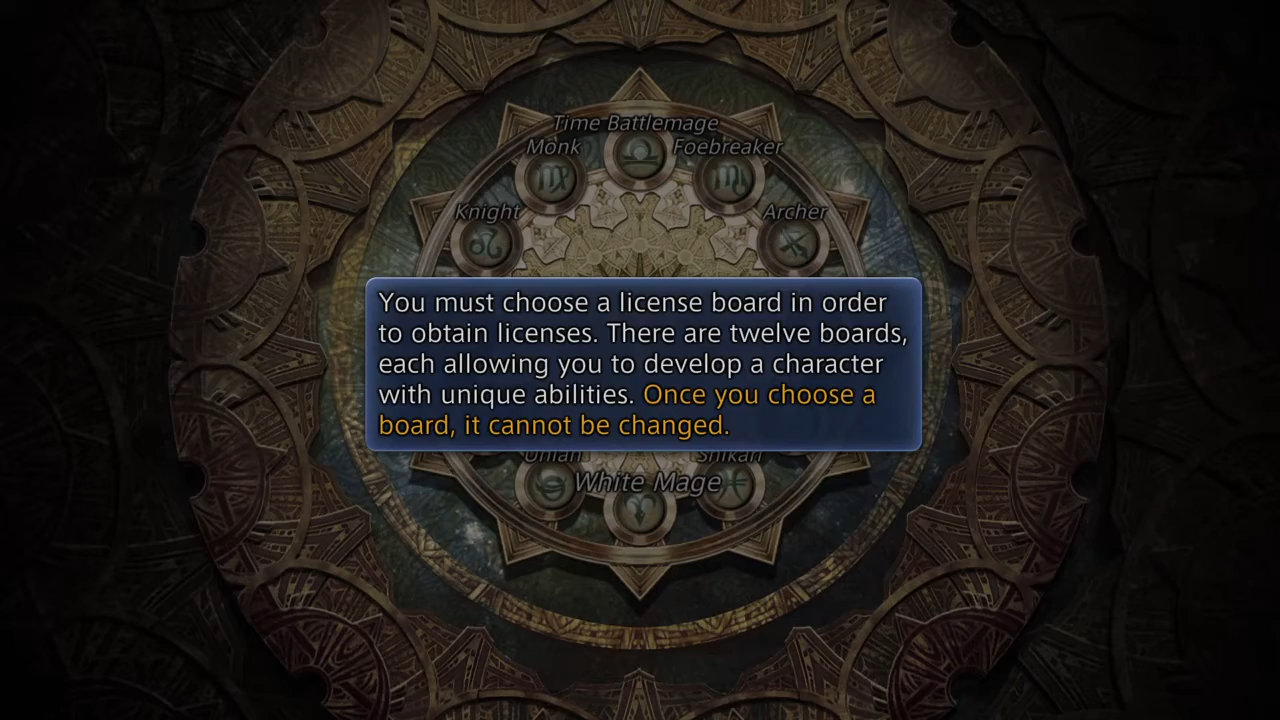 Time Battlemage
Monk
Foebreaker
Knight
Archer
You must choose a license board in order
to obtain licenses. There are twelve boards,
each allowing you to develop a character
with unique abilities. Once you choose a
board, it cannot be changed.
Uhlan
Shikari
White Mage